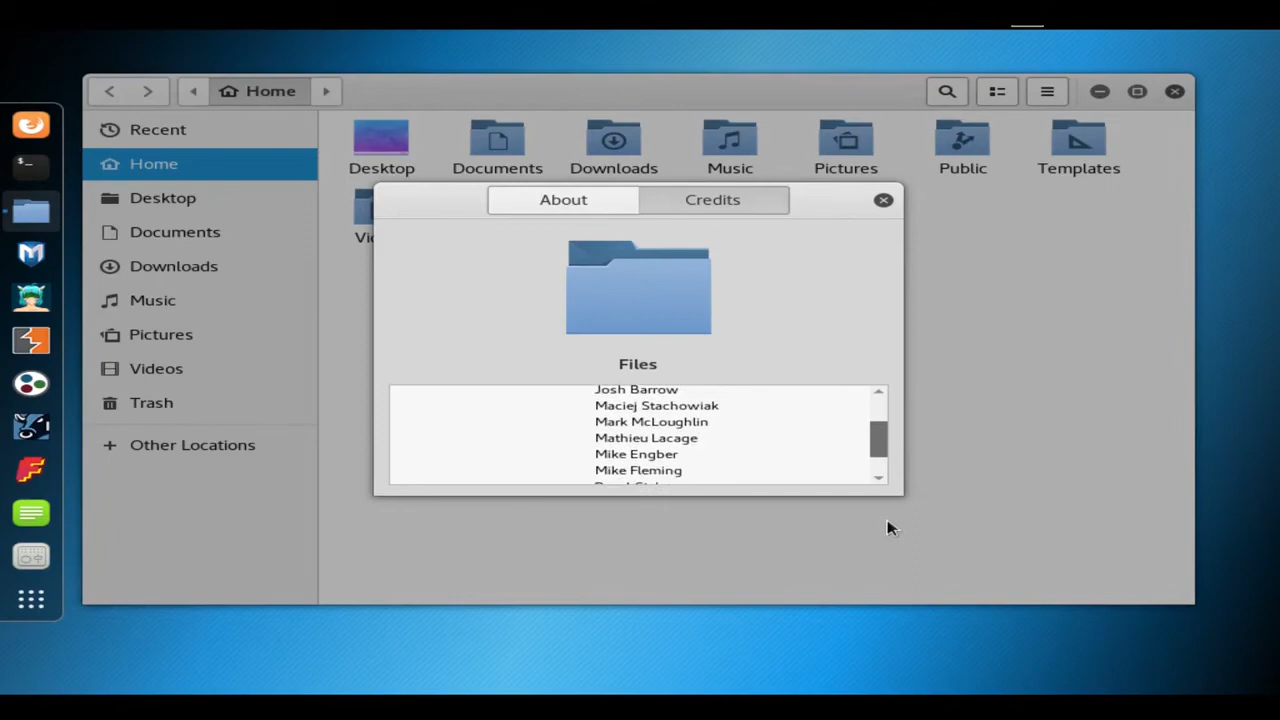 Home
Recent
Home
Desktop
Documents
Downloads
Music
Pictures
Videos
Trash
Other Locations
Desktop
Documents
Downloads
Music
Pictures
Public
Templates
About
Credits
Files
Josh Barrow
Maciej Stachowiak
Mark McLoughlin
Mathieu Lacage
Mike Engber
Mike Fleming